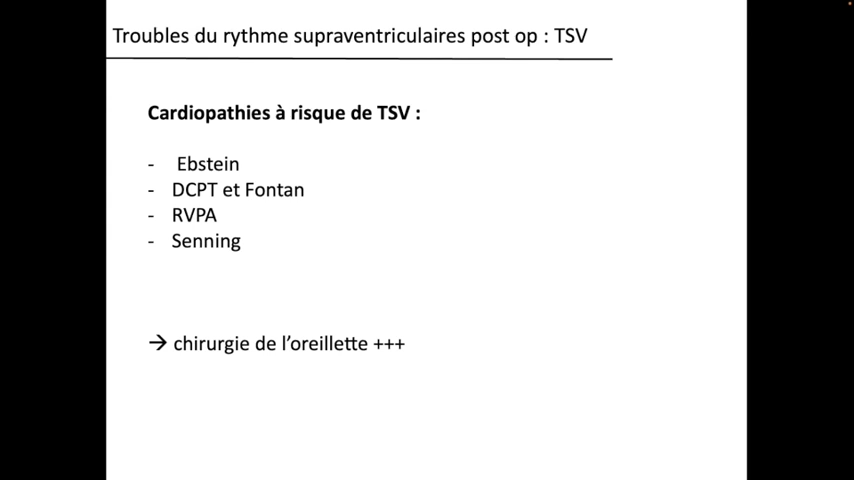 Troubles du rythme supraventriculaires post op : TSV
Cardiopathies à risque de TSV :
- Ebstein
- DCPT et Fontan
- RVPA
- Senning
→ chirurgie de l'oreillette +++